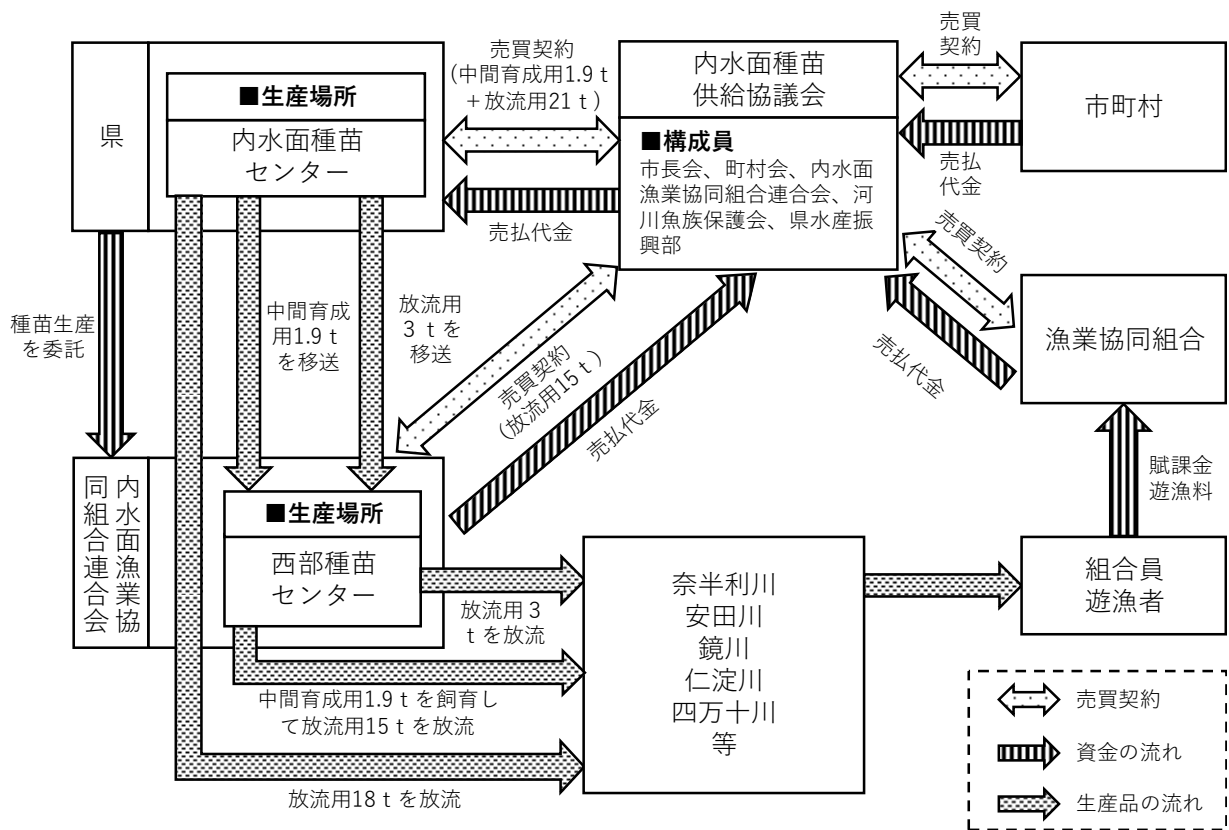 県
■生産場所
内水面種苗
センター
売買契約
(中間育成用1.9ｔ
＋放流用21ｔ)
売払代金
内水面種苗
供給協議会
■構成員
市長会、町村会、内水面
漁業協同組合連合会、河
川魚族保護会、県水産振
興部
売買
契約
売払
代金
市町村
種苗生産
を委託
中間育成
用1.9ｔ
を移送
放流用
３ｔを
移送
売買契約
(放流用15ｔ)
売払代金
売買契約
売払代金
漁業協同組合
賦課金
遊漁料
内水面漁業協
同組合連合会
■生産場所
西部種苗
センター
放流用３
ｔを放流
中間育成用1.9ｔを飼育し
て放流用15ｔを放流
放流用18ｔを放流
奈半利川
安田川
鏡川
仁淀川
四万十川
等
組合員
遊漁者
売買契約
資金の流れ
生産品の流れ